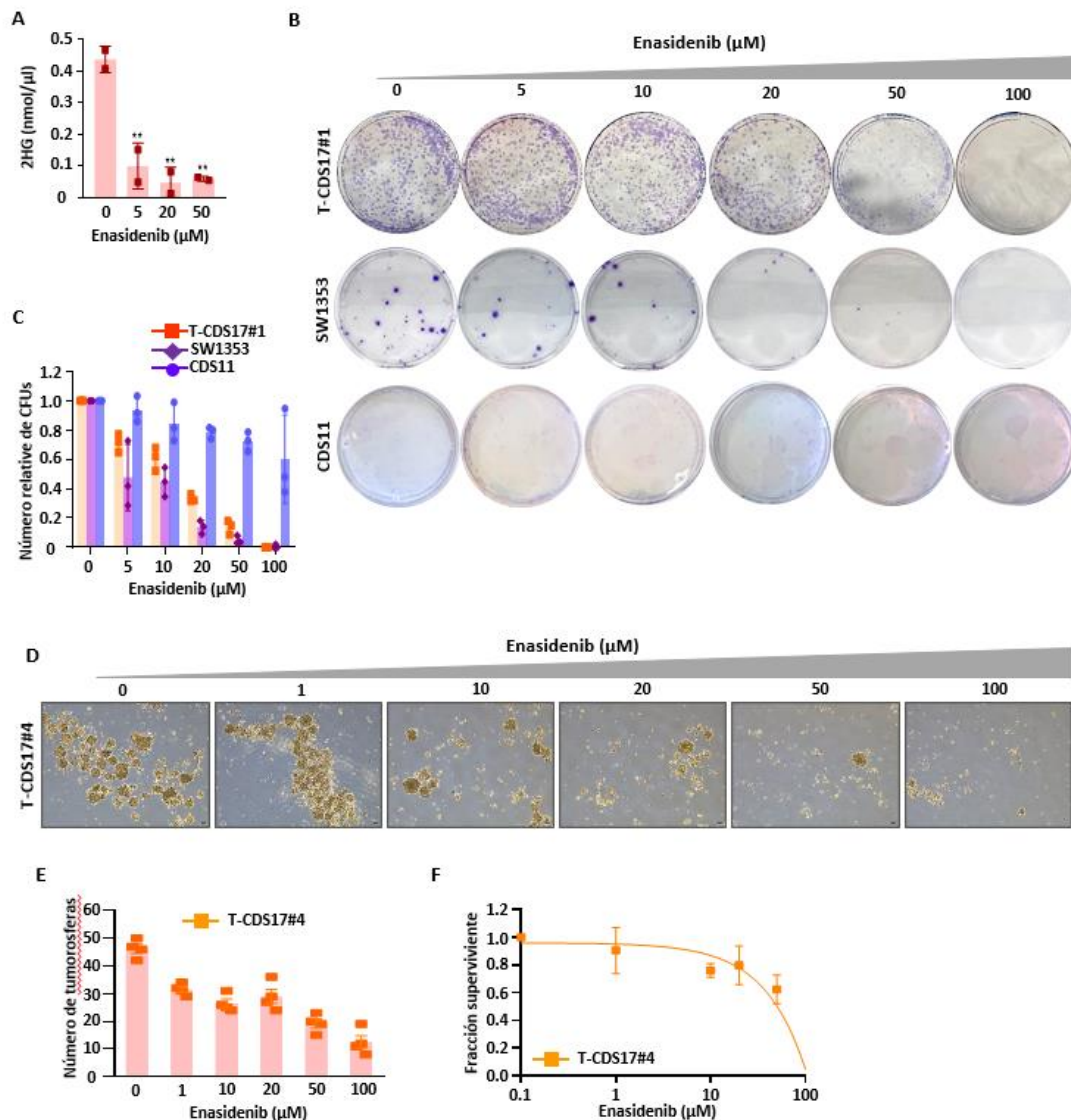 A
0.5
0.4
0.3
0.2
0.1
0
2HG (nmol/µl)
**
**
**
0 5 20 50
Enasidenib (µM)
B
Enasidenib (µM)
0 5 10 20 50 100
T-CDS17#1
SW1353
CDS11
C
T-CDS17#1
SW1353
CDS11
1.2
1.0
0.8
0.6
0.4
0.2
0
Número relative de CFUs
0 5 10 20 50 100
Enasidenib (µM)
D
Enasidenib (µM)
0 1 10 20 50 100
T-CDS17#4
E
T-CDS17#4
60
50
40
30
20
10
0
Número de tumorosferas
0 1 10 20 50 100
Enasidenib (µM)
F
1.2
1.0
0.8
0.6
0.4
0.2
0.0
Fracción superviviente
T-CDS17#4
0.1 1 10 100
Enasidenib (µM)